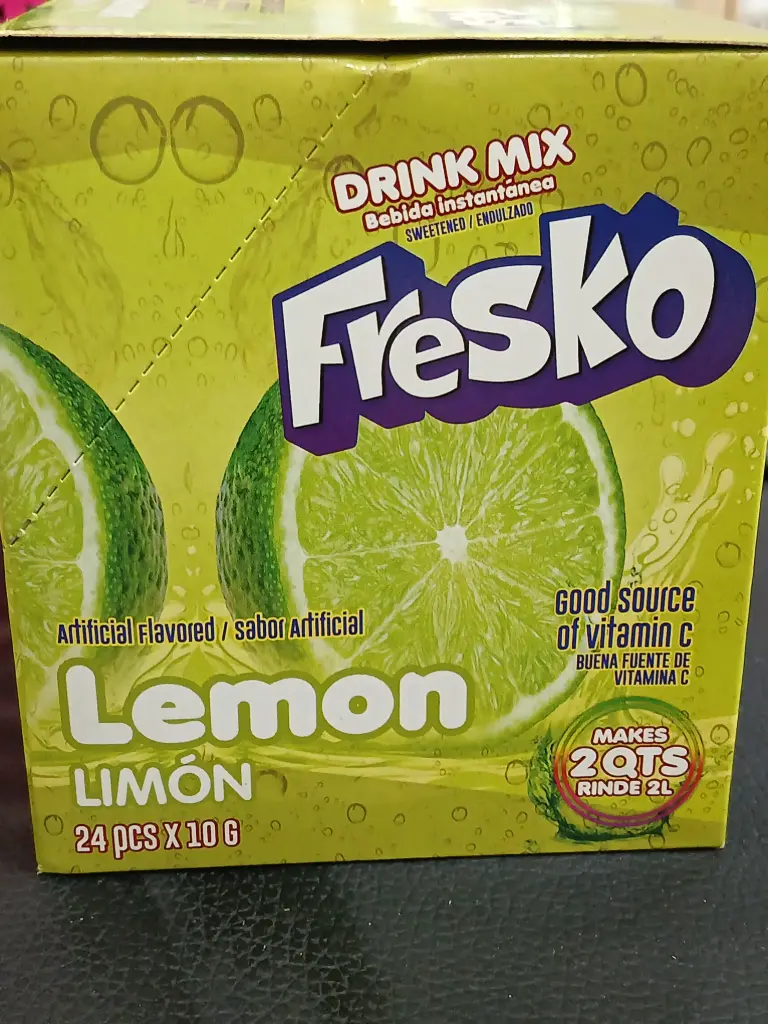 DRINK MIX
Bebida instantánea
SWEETENED / ENDULZADO
Fresko
Artificial Flavored / sabor Artificial
Good source
of vitamin c
BUENA FUENTE DE
VITAMINA C
Lemon
LIMÓN
24 pcs X 10 G
MAKES
2QTS
RINDE 2L